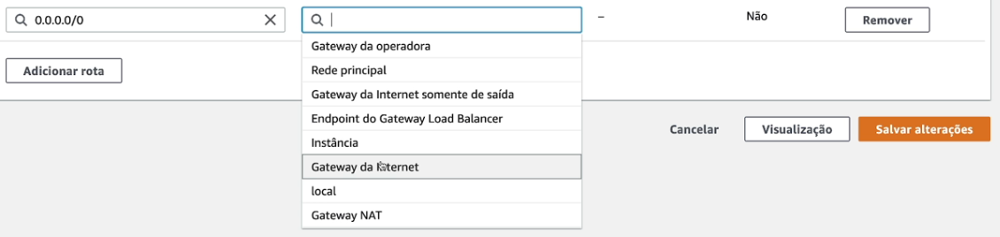 0.0.0.0/0
–
Não
Remover
Gateway da operadora
Rede principal
Gateway da Internet somente de saída
Endpoint do Gateway Load Balancer
Instância
Gateway da Internet
local
Gateway NAT
Adicionar rota
Cancelar
Visualização
Salvar alterações